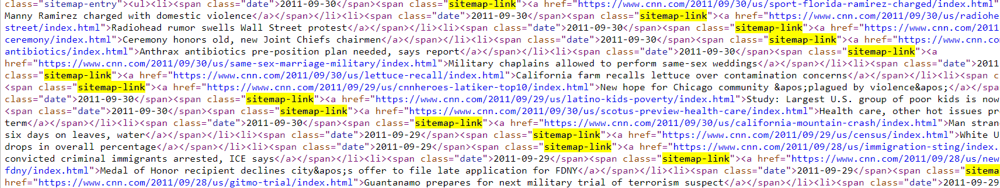 class="sitemap-entry"><ul><li><span class="date">2011-09-30</span><span class="sitemap-link"><a href="https://www.cnn.com/2011/09/30/us/sport-florida-ramirez-charged/index.html"
Manny Ramirez charged with domestic violence</a></span></li><li><span class="date">2011-09-30</span><span class="sitemap-link"><a href="https://www.cnn.com/2011/09/30/us/radiohe
street/index.html">Radiohead rumor swells Wall Street protest</a></span></li><li><span class="date">2011-09-30</span><span class="sitemap-link"><a href="https://www.cnn.com/2011
ceremony/index.html">Ceremony honors old, new Joint Chiefs chairmen</a></span></li><li><span class="date">2011-09-30</span><span class="sitemap-link"><a href="https://www.cnn.co
antibiotics/index.html">Anthrax antibiotics pre-position plan needed, says report</a></span></li><li><span class="date">2011-09-30</span><span class="sitemap-link"><a
href="https://www.cnn.com/2011/09/30/us/same-sex-marriage-military/index.html">Military chaplains allowed to perform same-sex weddings</a></span></li><li><span class="date">2011
class="sitemap-link"><a href="https://www.cnn.com/2011/09/30/us/lettuce-recall/index.html">California farm recalls lettuce over contamination concerns</a></span></li><li><span c
<span class="sitemap-link"><a href="https://www.cnn.com/2011/09/29/us/cnnheroes-latiker-top10/index.html">New hope for Chicago community &apos;plagued by violence&apos;</a></spa
class="date">2011-09-30</span><span class="sitemap-link"><a href="https://www.cnn.com/2011/09/29/us/latino-kids-poverty/index.html">Study: Largest U.S. group of poor kids is now
<span class="date">2011-09-30</span><span class="sitemap-link"><a href="https://www.cnn.com/2011/09/30/us/scotus-preview-health-care/index.html">Health care, other hot issues pr
term</a></span></li><li><span class="date">2011-09-30</span><span class="sitemap-link"><a href="https://www.cnn.com/2011/09/30/us/california-mountain-crash/index.html">Man stran
six days on leaves, water</a></span></li><li><span class="date">2011-09-29</span><span class="sitemap-link"><a href="https://www.cnn.com/2011/09/29/us/census/index.html">White U
drops in overall percentage</a></span></li><li><span class="date">2011-09-29</span><span class="sitemap-link"><a href="https://www.cnn.com/2011/09/28/us/immigration-sting/index.
convicted criminal immigrants arrested, ICE says</a></span></li><li><span class="date">2011-09-29</span><span class="sitemap-link"><a href="https://www.cnn.com/2011/09/28/us/new
fdny/index.html">Medal of Honor recipient declines city&apos;s offer to file late application for FDNY</a></span></li><li><span class="date">2011-09-29</span><span class="sitema
href="https://www.cnn.com/2011/09/28/us/gitmo-trial/index.html">Guantanamo prepares for next military trial of terrorism suspect</a></span></li><li><span class="date">2011-09-29